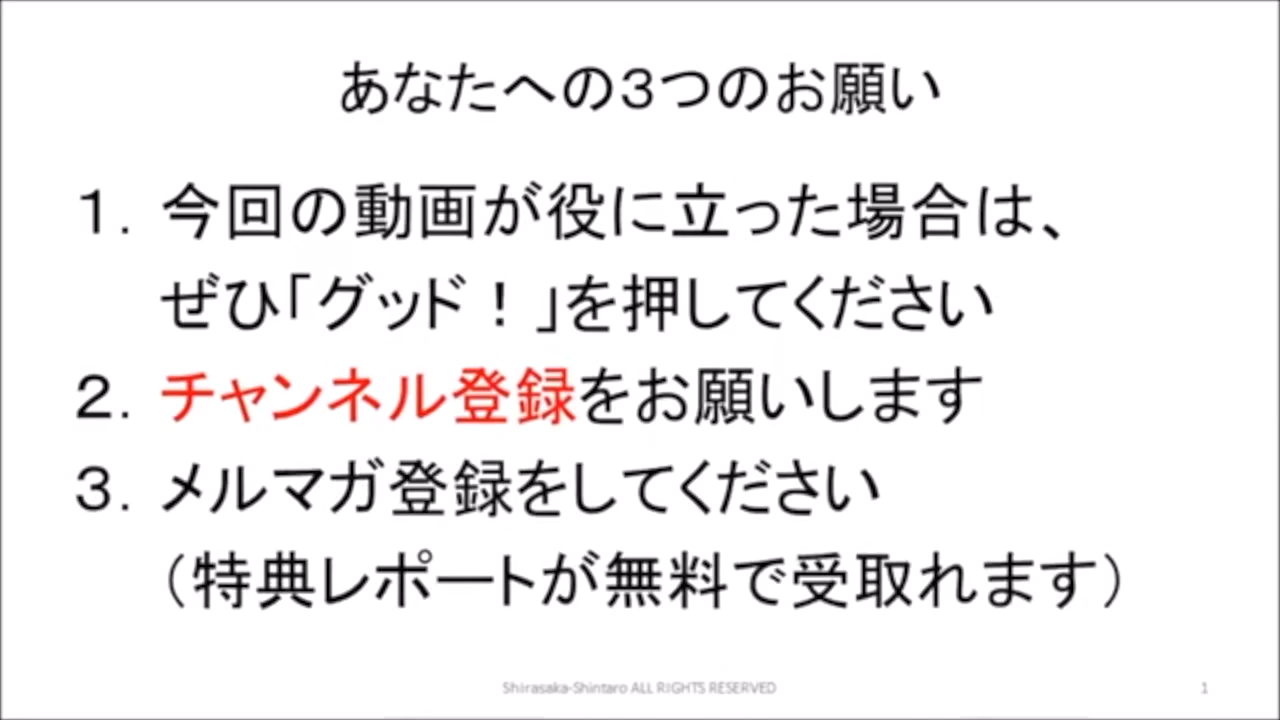 あなたへの３つのお願い
１. 今回の動画が役に立った場合は、
ぜひ「グッド！」を押してください
２. チャンネル登録をお願いします
３. メルマガ登録をしてください
（特典レポートが無料で受取れます）
Shirasaka-Shintaro ALL RIGHTS RESERVED
1